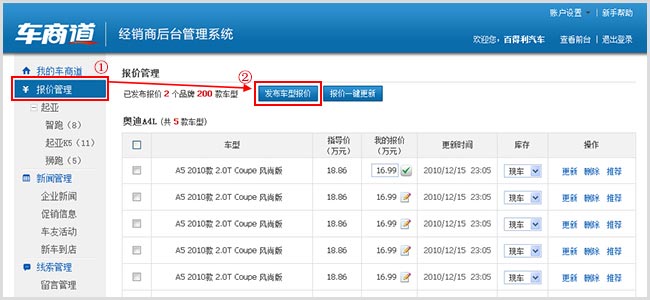 账户设置 | 新手帮助
车商道 | 经销商后台管理系统
欢迎您, 百得利汽车 查看前台 | 退出登录
我的车商道
① ②
报价管理
¥ 报价管理
已发布报价 2 个品牌 200 款车型 发布车型报价 报价一键更新
起亚
智跑（8）
起亚K5（11）
狮跑（5）
新闻管理
企业新闻
促销信息
车友活动
新车到店
线索管理
留言管理
奥迪A4L (共 5 款车型)
车型 指导价（万元） 我的报价（万元） 更新时间 库存 操作
A5 2010款 2.0T Coupe 风尚版 18.86 16.99 2010/12/15 23:05 现车 更新 删除 推荐
A5 2010款 2.0T Coupe 风尚版 18.86 16.99 2010/12/15 23:05 现车 更新 删除 推荐
A5 2010款 2.0T Coupe 风尚版 18.86 16.99 2010/12/15 23:05 现车 更新 删除 推荐
A5 2010款 2.0T Coupe 风尚版 18.86 16.99 2010/12/15 23:05 现车 更新 删除 推荐
A5 2010款 2.0T Coupe 风尚版 18.86 16.99 2010/12/15 23:05 现车 更新 删除 推荐